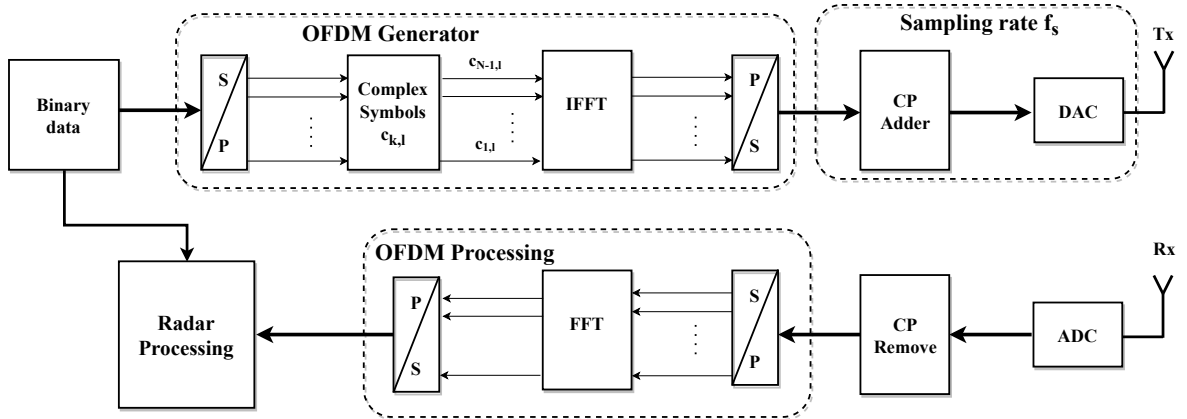 OFDM Generator
Sampling rate fs
Tx
Binary
data
S
P
Complex
Symbols
ck,l
cN-1,l
c1,l
IFFT
P
S
CP
Adder
DAC
OFDM Processing
Rx
Radar
Processing
P
S
FFT
S
P
CP
Remove
ADC